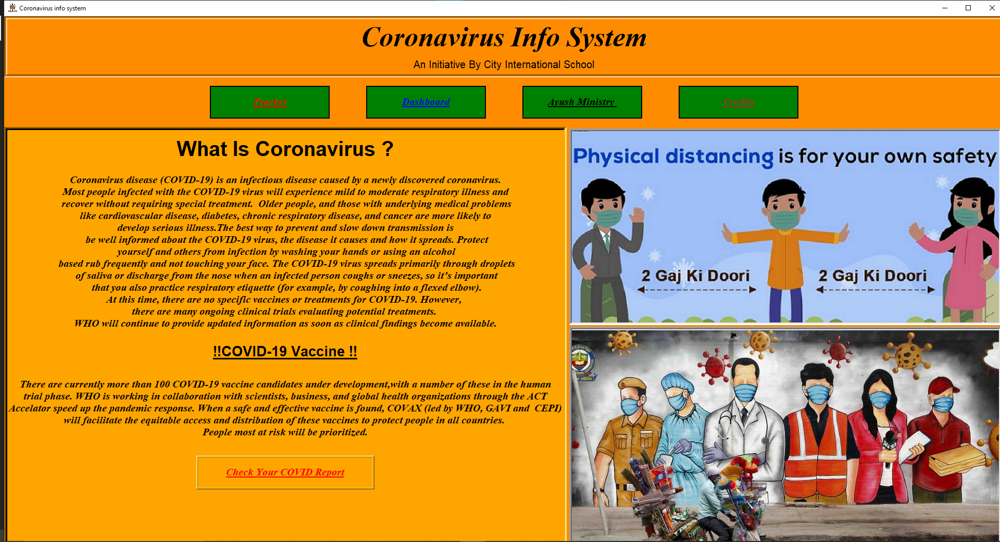 Coronavirus info system
Coronavirus Info System
An Initiative By City International School
Tracker
Dashboard
Ayush Ministry
Credits
What Is Coronavirus ?
Coronavirus disease (COVID-19) is an infectious disease caused by a newly discovered coronavirus.
Most people infected with the COVID-19 virus will experience mild to moderate respiratory illness and
recover without requiring special treatment.  Older people, and those with underlying medical problems
like cardiovascular disease, diabetes, chronic respiratory disease, and cancer are more likely to
develop serious illness.The best way to prevent and slow down transmission is
be well informed about the COVID-19 virus, the disease it causes and how it spreads. Protect
yourself and others from infection by washing your hands or using an alcohol
based rub frequently and not touching your face. The COVID-19 virus spreads primarily through droplets
of saliva or discharge from the nose when an infected person coughs or sneezes, so it’s important
that you also practice respiratory etiquette (for example, by coughing into a flexed elbow).
At this time, there are no specific vaccines or treatments for COVID-19. However,
there are many ongoing clinical trials evaluating potential treatments.
WHO will continue to provide updated information as soon as clinical findings become available.
!!COVID-19 Vaccine !!
There are currently more than 100 COVID-19 vaccine candidates under development,with a number of these in the human
trial phase. WHO is working in collaboration with scientists, business, and global health organizations through the ACT
Accelator speed up the pandemic response. When a safe and effective vaccine is found, COVAX (led by WHO, GAVI and  CEPI)
will facilitate the equitable access and distribution of these vaccines to protect people in all countries.
People most at risk will be prioritized.
Check Your COVID Report
Physical distancing is for your own safety
2 Gaj Ki Doori
2 Gaj Ki Doori